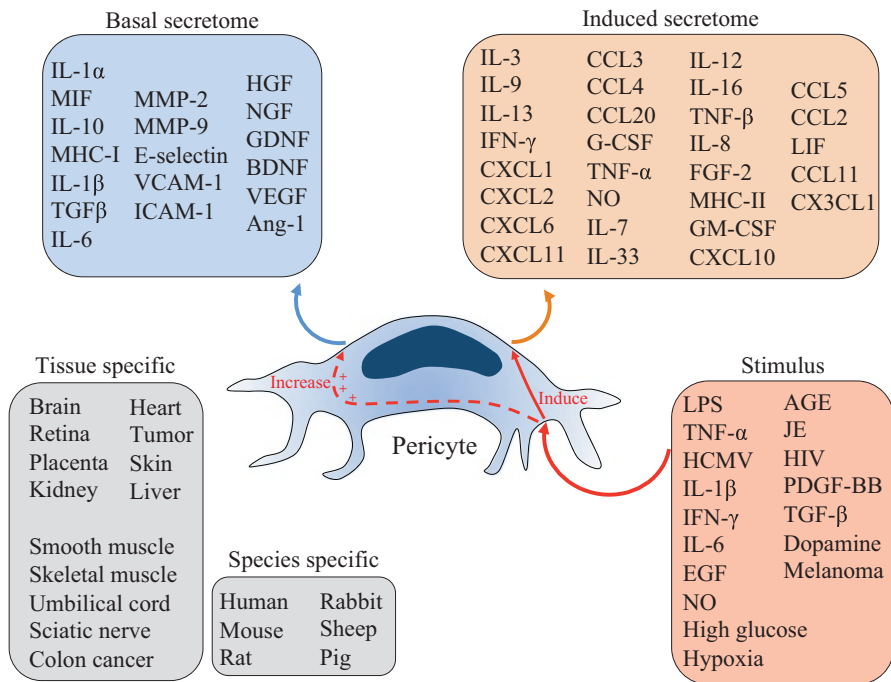 Basal secretome
IL-1α
MIF
IL-10
MHC-I
IL-1β
TGFβ
IL-6
MMP-2
MMP-9
E-selectin
VCAM-1
ICAM-1
HGF
NGF
GDNF
BDNF
VEGF
Ang-1
Induced secretome
IL-3
IL-9
IL-13
IFN-γ
CXCL1
CXCL2
CXCL6
CXCL11
CCL3
CCL4
CCL20
G-CSF
TNF-α
NO
IL-7
IL-33
IL-12
IL-16
TNF-β
IL-8
FGF-2
MHC-II
GM-CSF
CXCL10
CCL5
CCL2
LIF
CCL11
CX3CL1
Increase
+
+
+
Induce
Pericyte
Tissue specific
Brain
Retina
Placenta
Kidney
Heart
Tumor
Skin
Liver
Smooth muscle
Skeletal muscle
Umbilical cord
Sciatic nerve
Colon cancer
Species specific
Human
Mouse
Rat
Rabbit
Sheep
Pig
Stimulus
LPS
TNF-α
HCMV
IL-1β
IFN-γ
IL-6
EGF
NO
High glucose
Hypoxia
AGE
JE
HIV
PDGF-BB
TGF-β
Dopamine
Melanoma